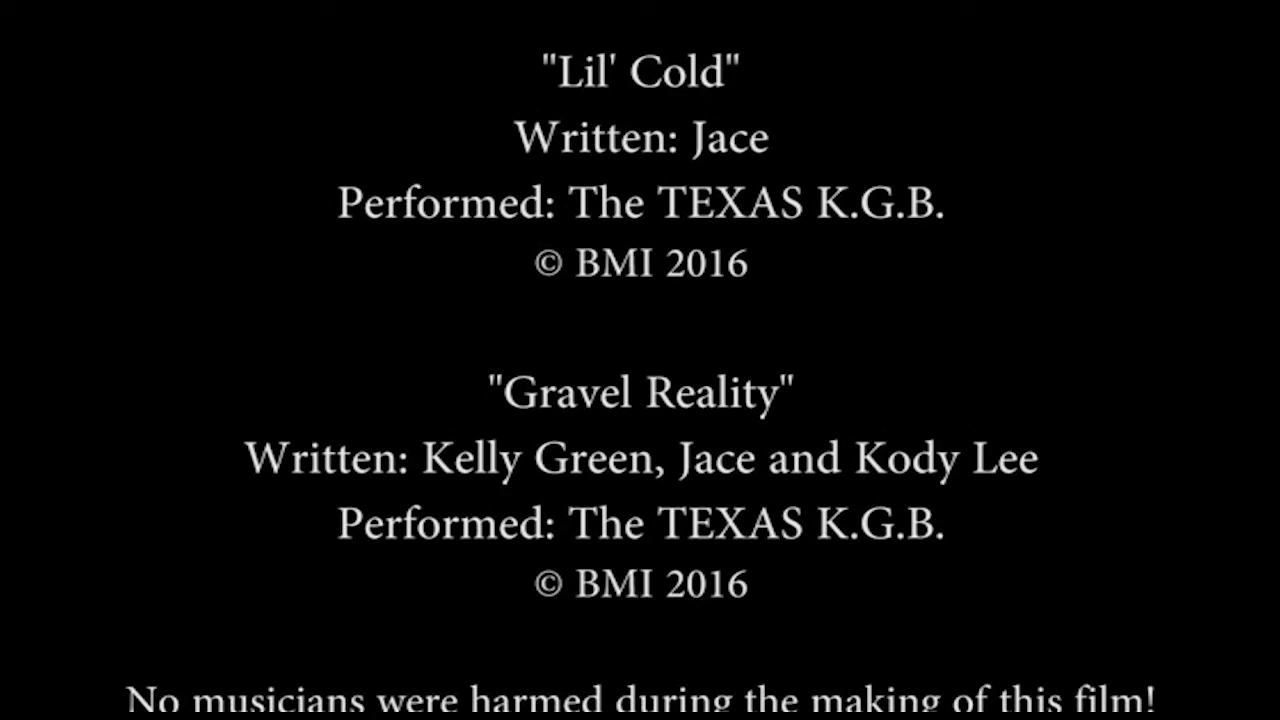 "Lil' Cold"
Written: Jace
Performed: The TEXAS K.G.B.
© BMI 2016
"Gravel Reality"
Written: Kelly Green, Jace and Kody Lee
Performed: The TEXAS K.G.B.
© BMI 2016
No musicians were harmed during the making of this film!